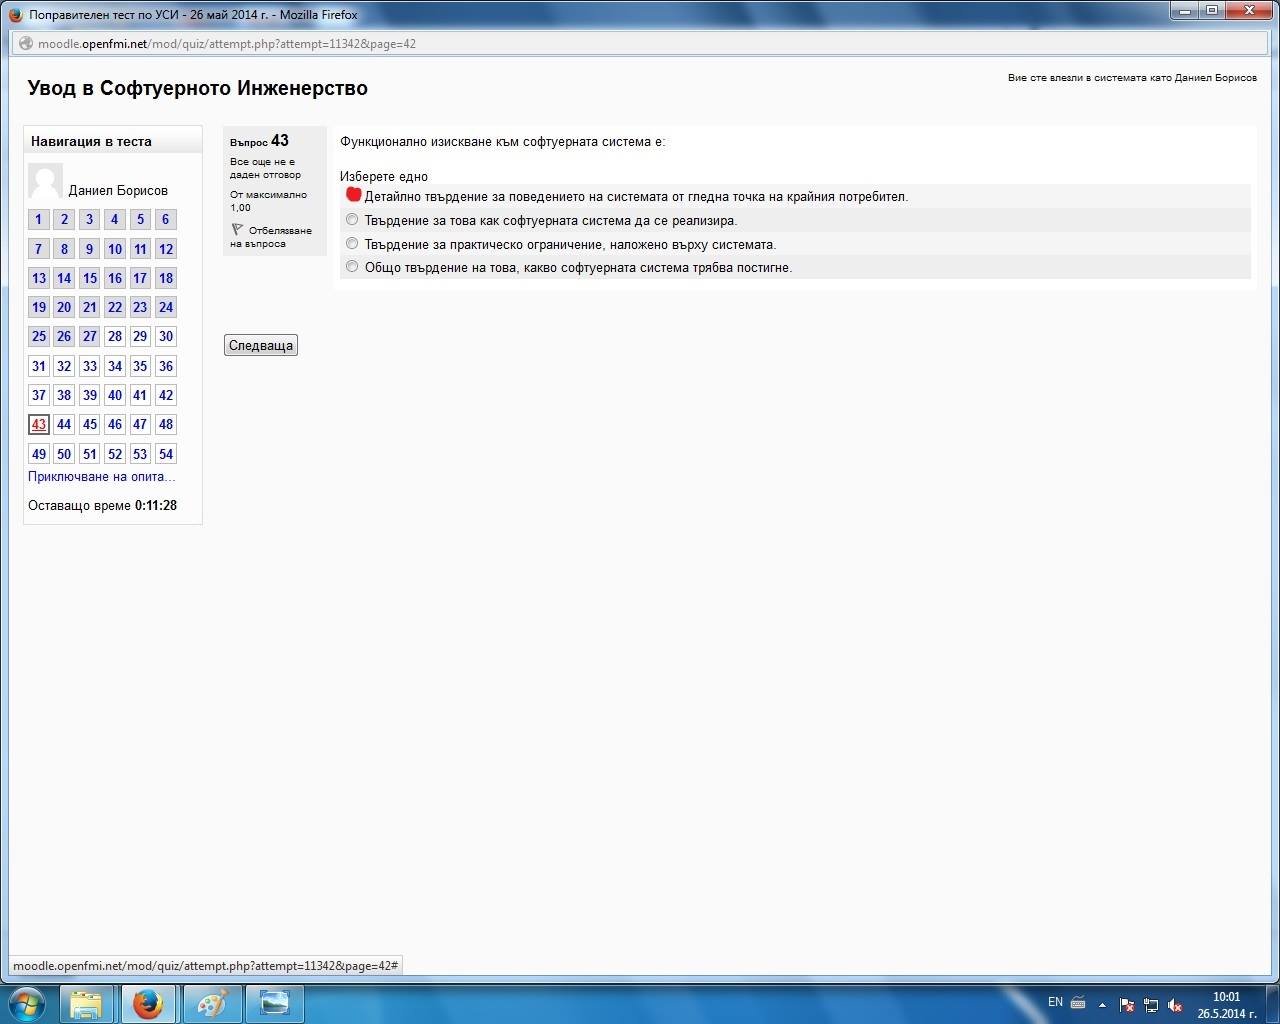 Поправителен тест по УСИ - 26 май 2014 г. - Mozilla Firefox
moodle.openfmi.net/mod/quiz/attempt.php?attempt=11342&page=42
Вие сте влезли в системата като Даниел Борисов
Увод в Софтуерното Инженерство
Навигация в теста
Даниел Борисов
1 2 3 4 5 6
7 8 9 10 11 12
13 14 15 16 17 18
19 20 21 22 23 24
25 26 27 28 29 30
31 32 33 34 35 36
37 38 39 40 41 42
43 44 45 46 47 48
49 50 51 52 53 54
Приключване на опита...
Оставащо време 0:11:28
Въпрос 43
Все още не е
даден отговор
От максимално
1,00
Отбелязване
на въпроса
Функционално изискване към софтуерната система е:
Изберете едно
Детайлно твърдение за поведението на системата от гледна точка на крайния потребител.
Твърдение за това как софтуерната система да се реализира.
Твърдение за практическо ограничение, наложено върху системата.
Общо твърдение на това, какво софтуерната система трябва постигне.
Следваща
moodle.openfmi.net/mod/quiz/attempt.php?attempt=11342&page=42#
EN
10:01
26.5.2014 г.